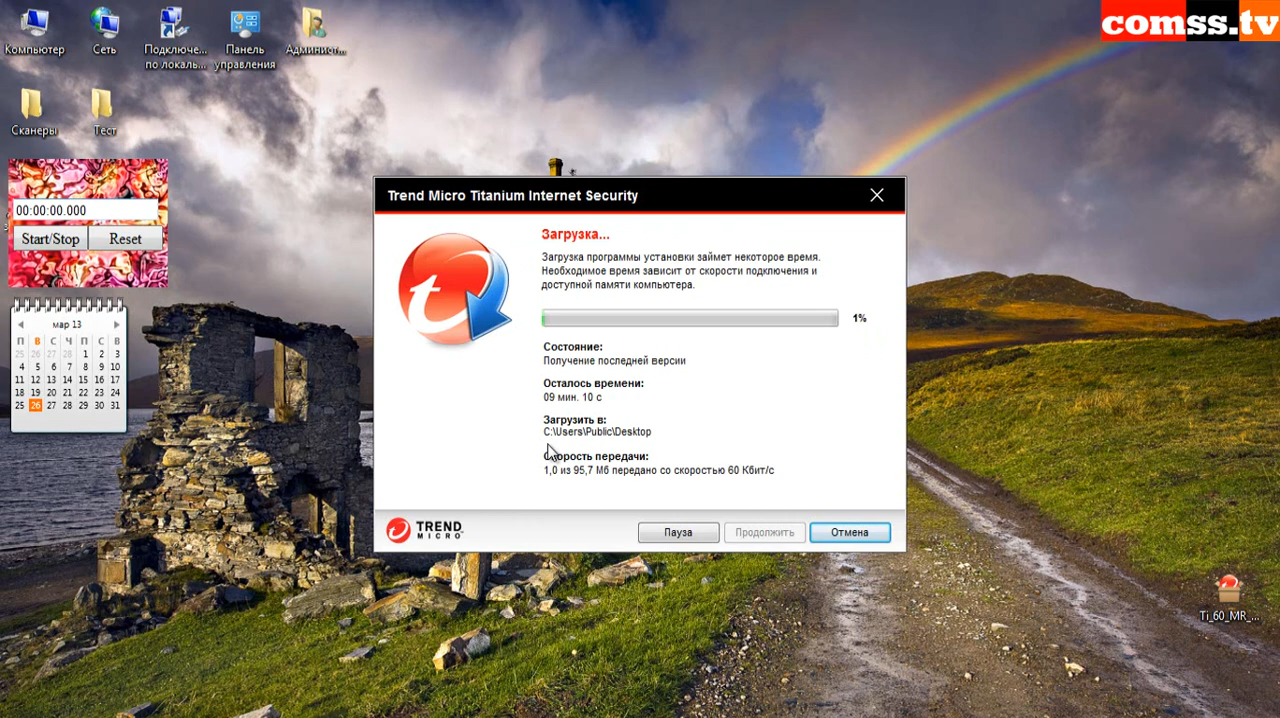 Компьютер
Сеть
Подключе...
по локаль...
Панель
управления
Админист...
comss.tv
Сканеры
Тест
00:00:00.000
Start/Stop
Reset
мар 13
П В С Ч П С В
25 26 27 28 1 2 3
4 5 6 7 8 9 10
11 12 13 14 15 16 17
18 19 20 21 22 23 24
25 26 27 28 29 30 31
Trend Micro Titanium Internet Security
Загрузка...
Загрузка программы установки займет некоторое время.
Необходимое время зависит от скорости подключения и
доступной памяти компьютера.
1%
Состояние:
Получение последней версии
Осталось времени:
09 мин. 10 с
Загрузить в:
C:\Users\Public\Desktop
Скорость передачи:
1,0 из 95,7 Мб передано со скоростью 60 Кбит/с
TREND
MICRO
Пауза
Продолжить
Отмена
Ti_60_MR_...